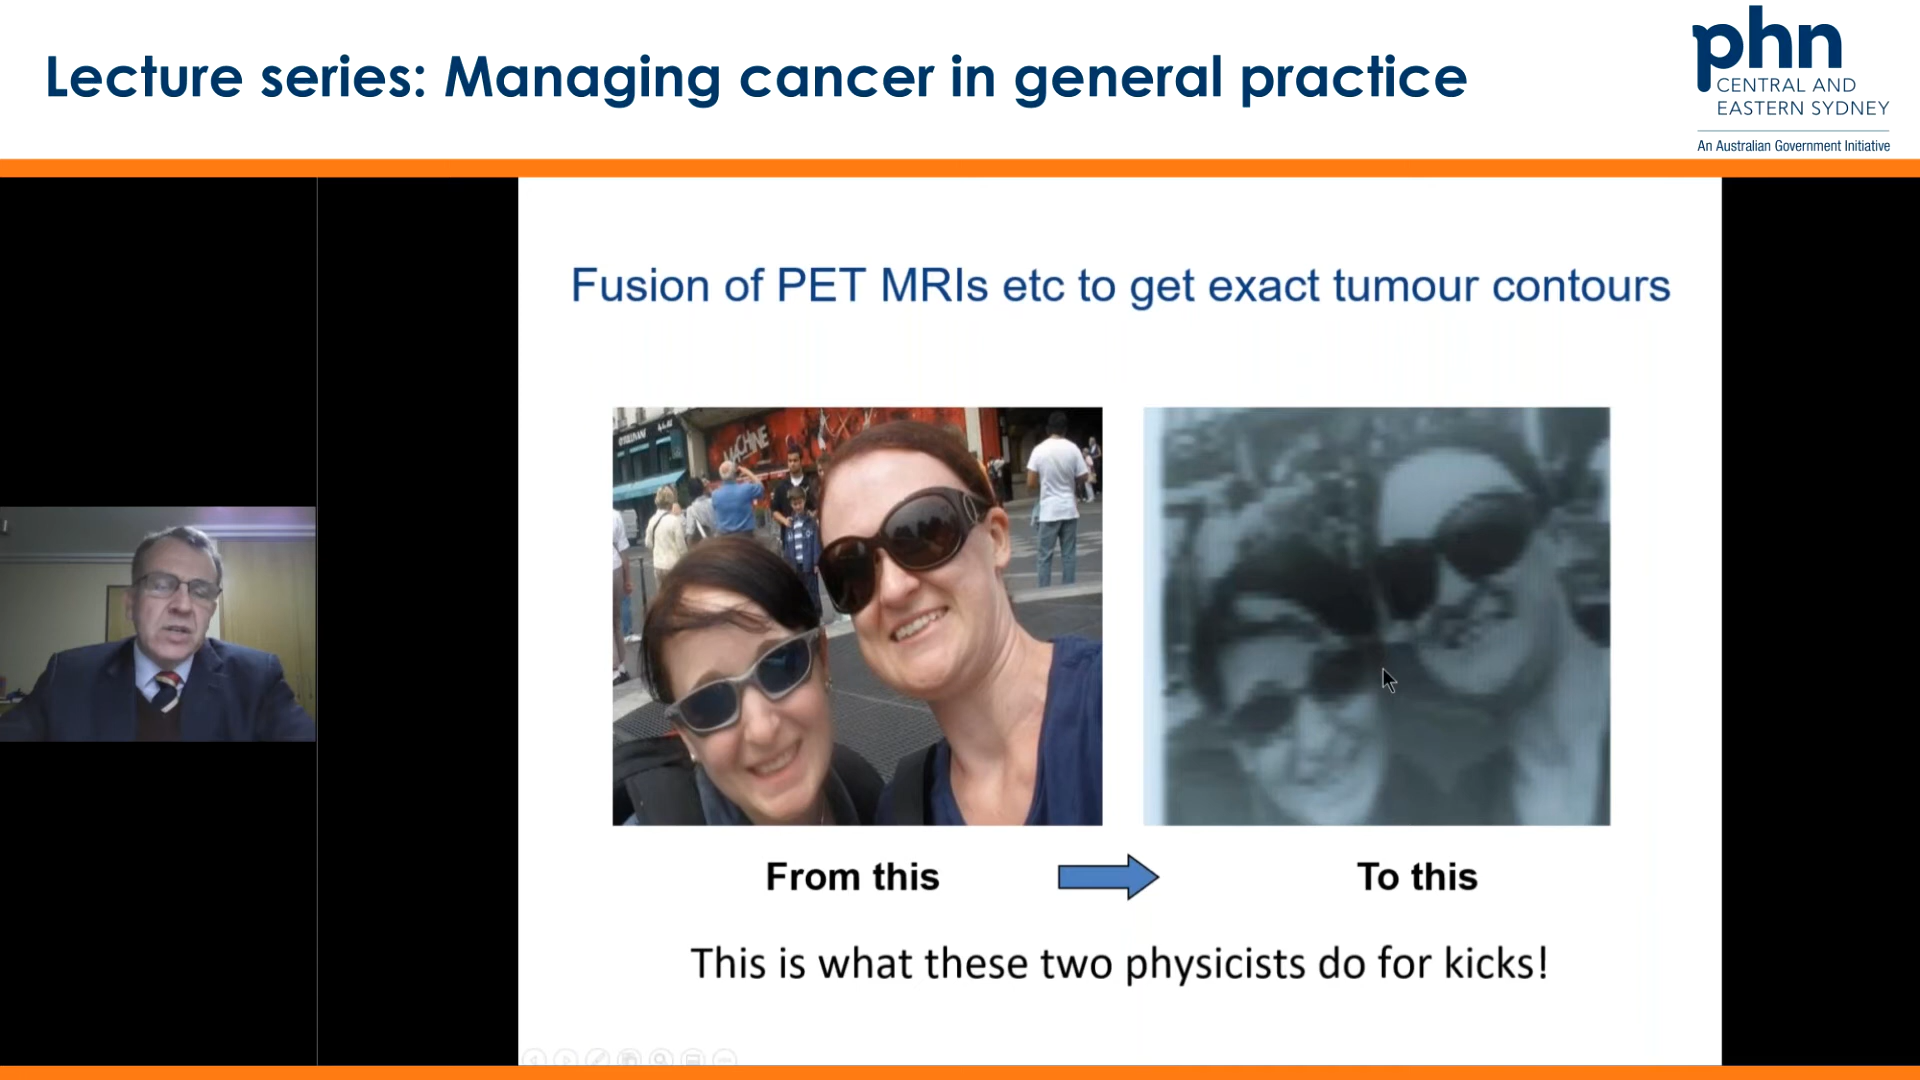 Lecture series: Managing cancer in general practice
phn
CENTRAL AND
EASTERN SYDNEY
An Australian Government Initiative
Fusion of PET MRIs etc to get exact tumour contours
MACHINE
From this
To this
This is what these two physicists do for kicks!